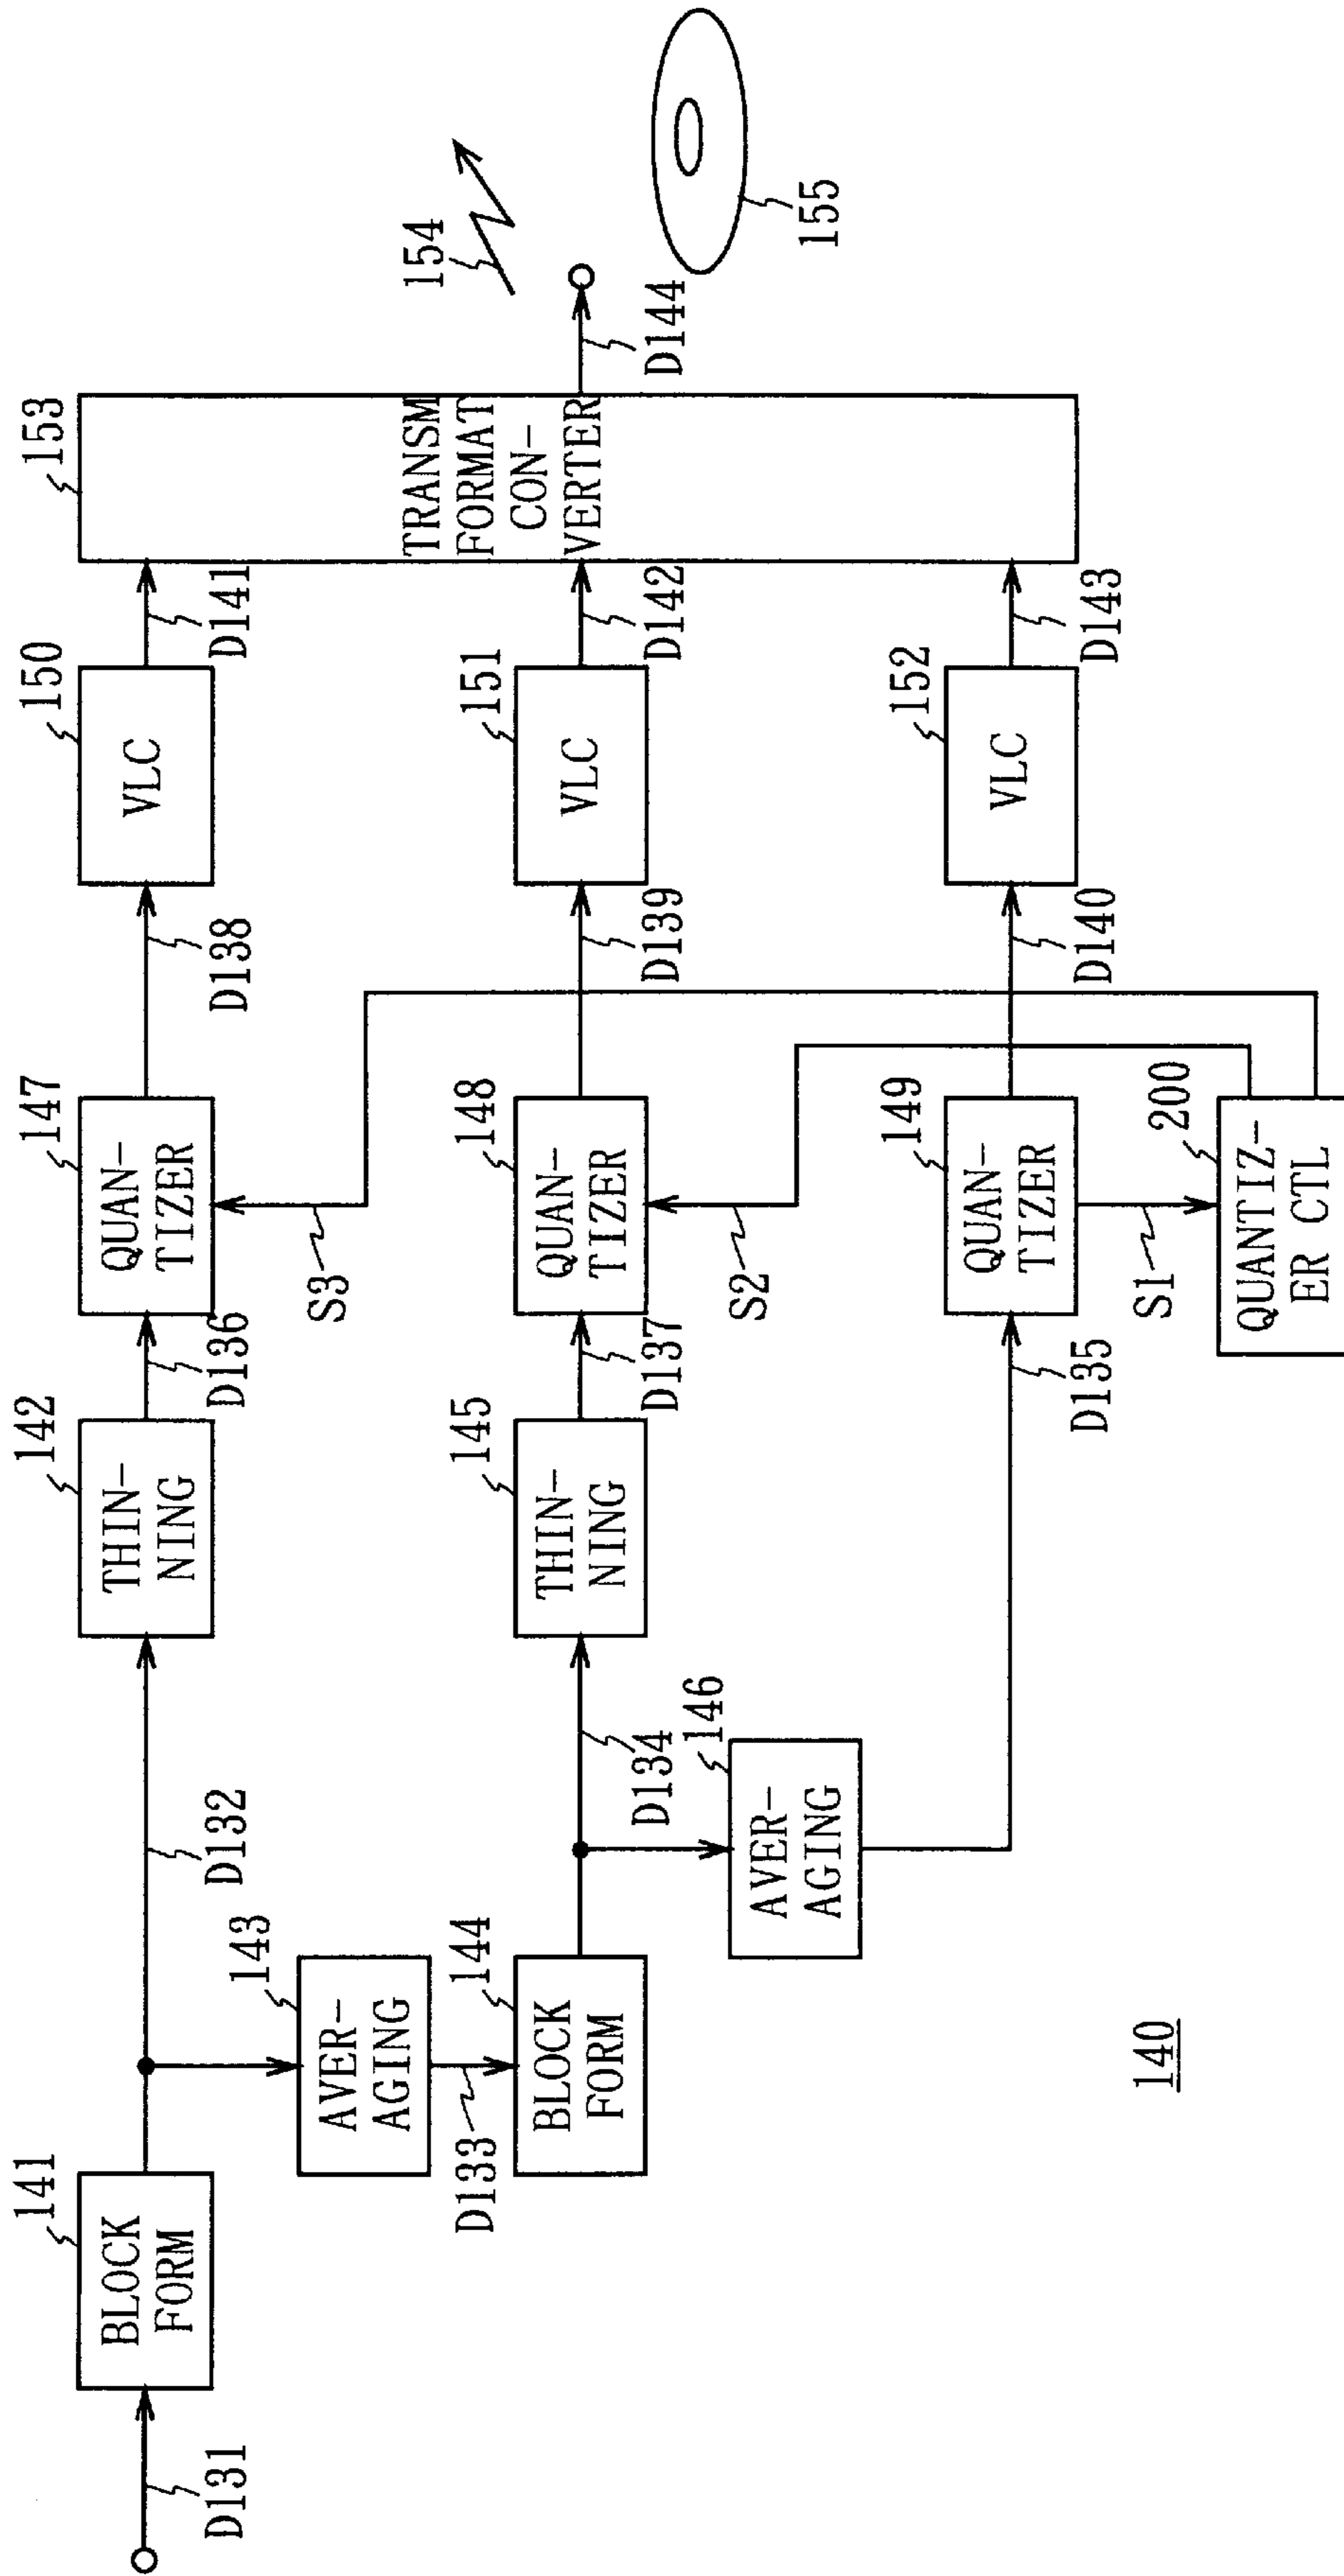 D131
141
BLOCK
FORM
D132
143
AVER-
AGING
D133
144
BLOCK
FORM
D134
146
AVER-
AGING
D135
142
THIN-
NING
D136
145
THIN-
NING
D137
147
QUAN-
TIZER
148
QUAN-
TIZER
149
QUAN-
TIZER
S3
S2
S1
200
QUANTIZ-
ER CTL
D138
D139
D140
150
VLC
151
VLC
152
VLC
D141
D142
D143
153
TRANSM
FORMAT
CON-
VERTER
D144
154
155
140